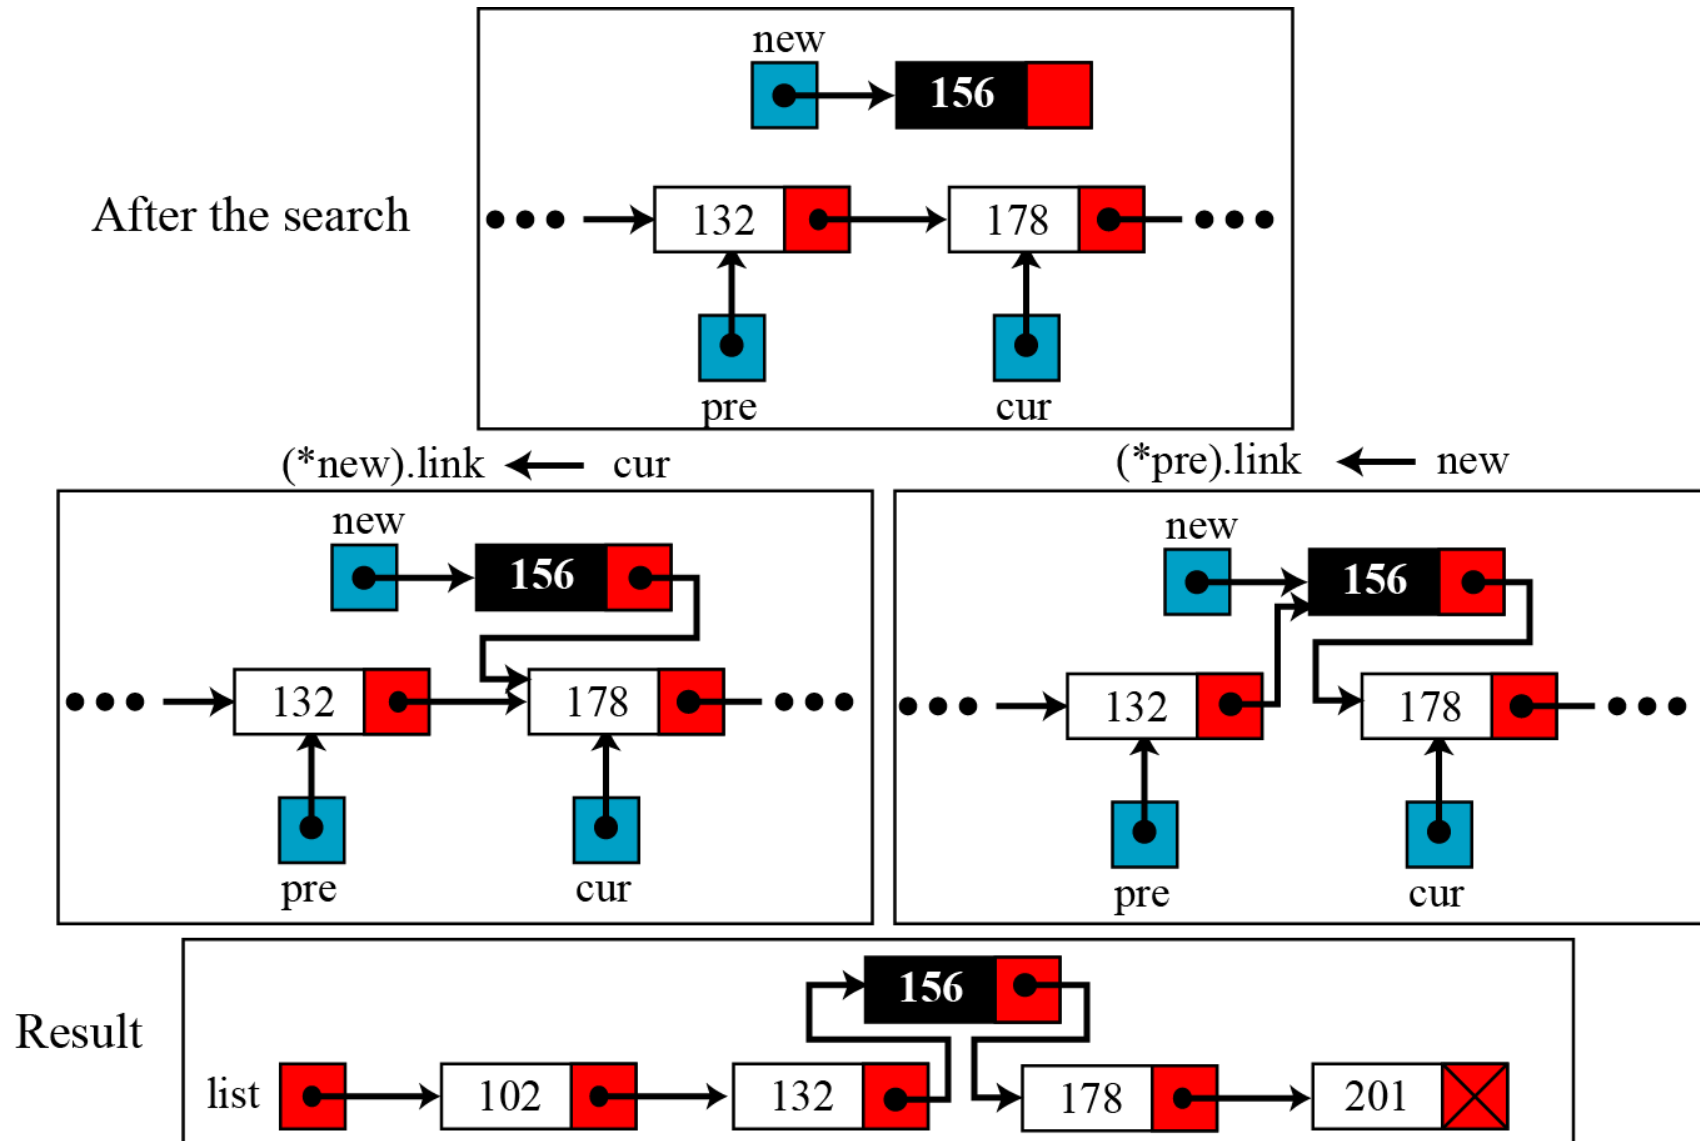 new
156
After the search
132 178
pre cur
(*new).link cur
new
156
132 178
pre cur
(*pre).link new
new
156
132 178
pre cur
Result
156
list 102 132 178 201